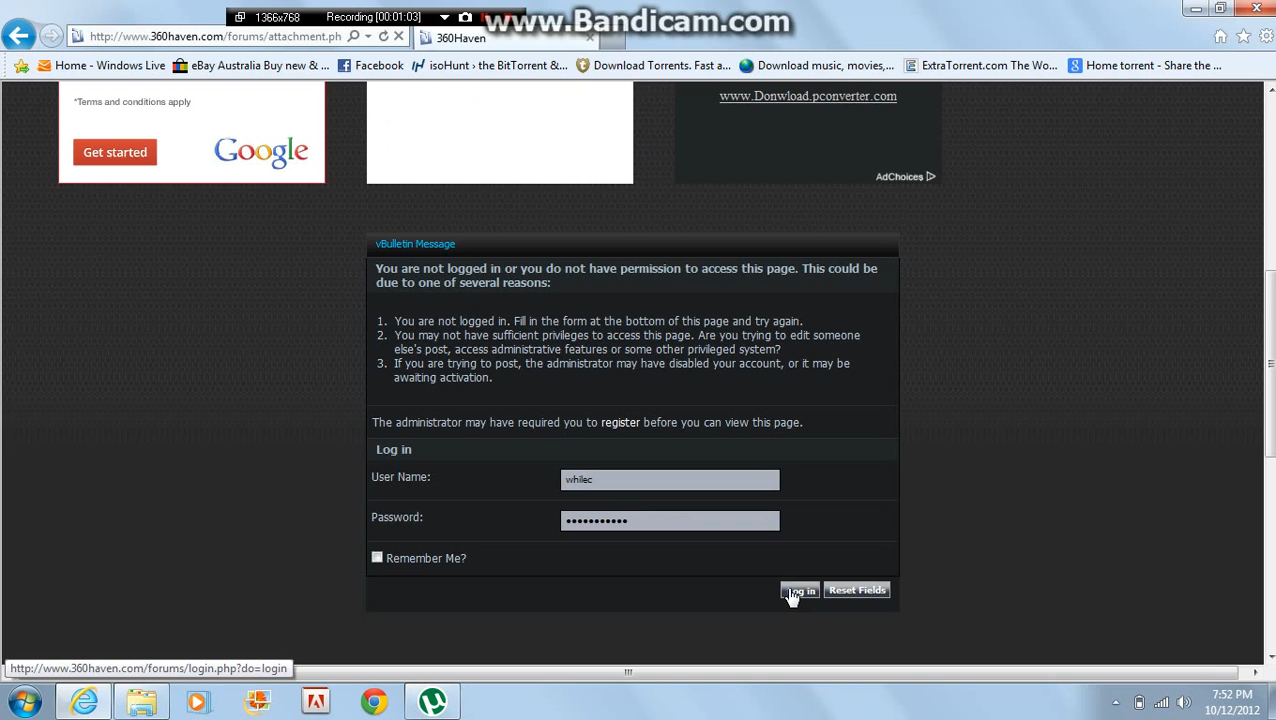 1366x768 Recording [00:01:03]
www.Bandicam.com
http://www.360haven.com/forums/attachment.ph
360Haven
Home - Windows Live
eBay Australia Buy new & ...
Facebook
isoHunt › the BitTorrent &...
Download Torrents. Fast a...
Download music, movies,...
ExtraTorrent.com The Wo...
Home torrent - Share the ...
*Terms and conditions apply
Get started
Google
www.Donwload.pconverter.com
AdChoices
vBulletin Message
You are not logged in or you do not have permission to access this page. This could be
due to one of several reasons:
1. You are not logged in. Fill in the form at the bottom of this page and try again.
2. You may not have sufficient privileges to access this page. Are you trying to edit someone
else's post, access administrative features or some other privileged system?
3. If you are trying to post, the administrator may have disabled your account, or it may be
awaiting activation.
The administrator may have required you to register before you can view this page.
Log in
User Name:
whilec
Password:
Remember Me?
Log in
Reset Fields
http://www.360haven.com/forums/login.php?do=login
7:52 PM
10/12/2012